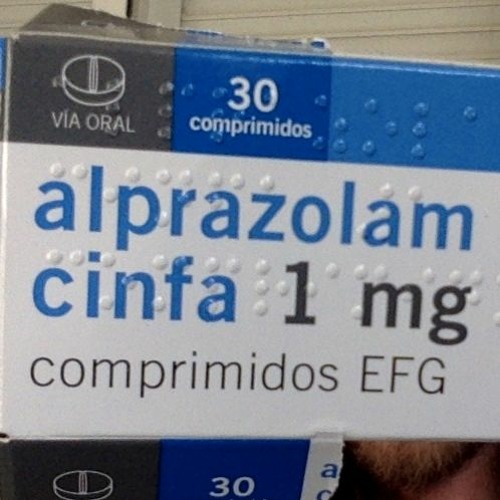 30
comprimidos
VÍA ORAL
alprazolam
cinfa 1 mg
comprimidos EFG
30
a